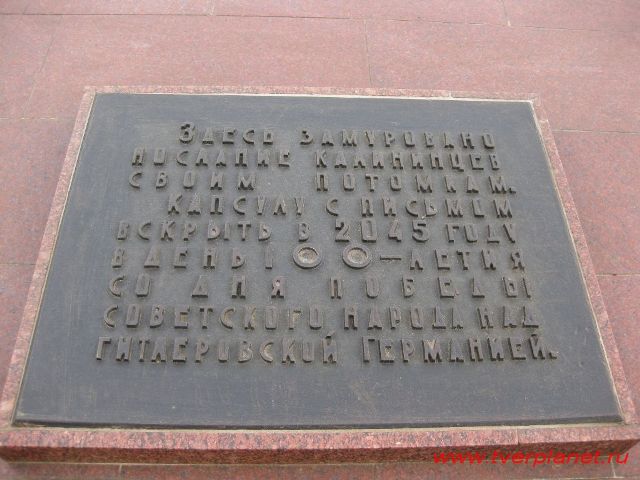 Здесь замуровано
послание калининцев
своим потомкам.
Капсулу с письмом
вскрыть в 2045 году
в день 100-летия
со дня победы
советского народа над
гитлеровской Германией.
www.tverplanet.ru